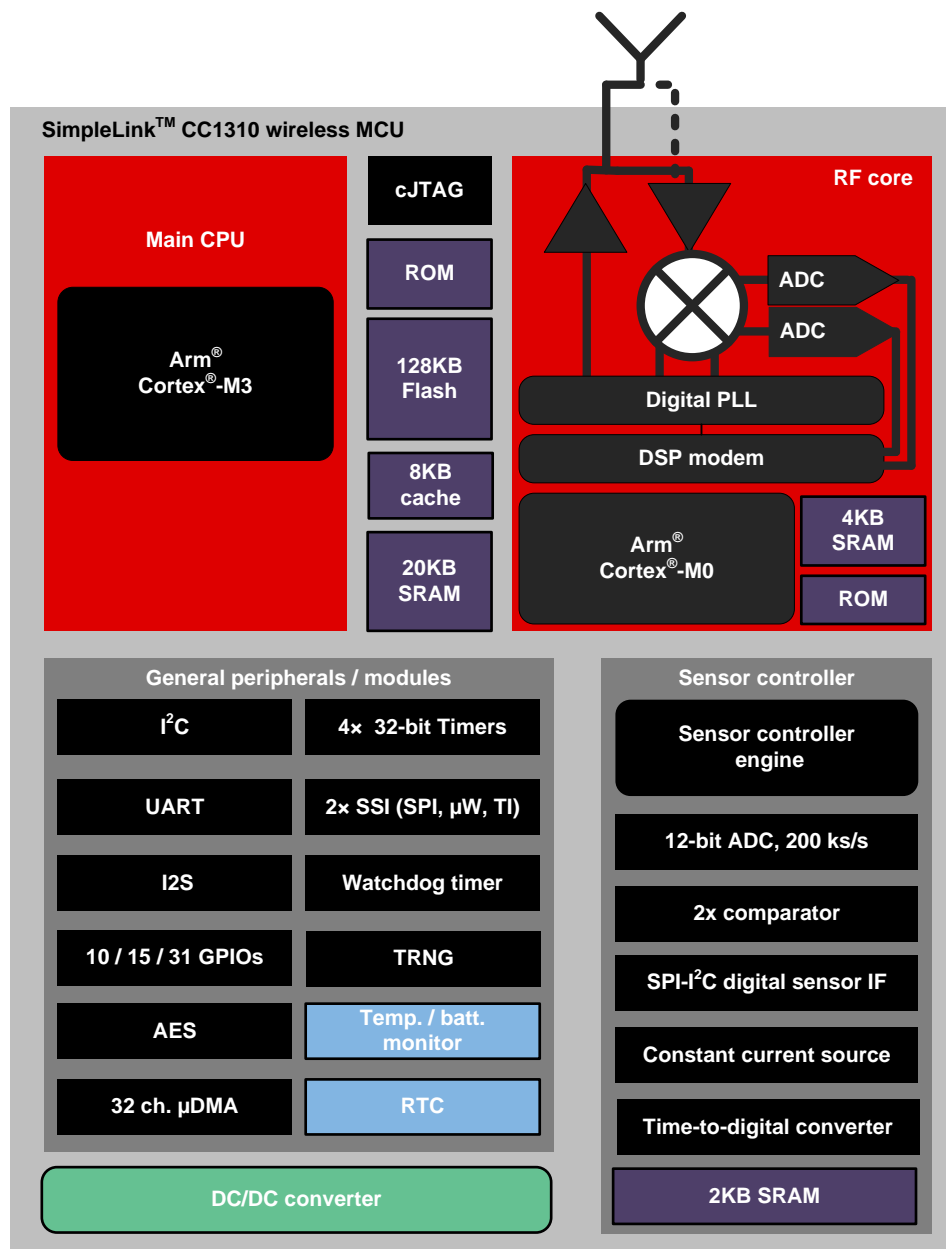 SimpleLink™ CC1310 wireless MCU
Main CPU
Arm®
Cortex®-M3
cJTAG
ROM
128KB
Flash
8KB
cache
20KB
SRAM
RF core
ADC
ADC
Digital PLL
DSP modem
Arm®
Cortex®-M0
4KB
SRAM
ROM
General peripherals / modules
I²C
4× 32-bit Timers
UART
2× SSI (SPI, µW, TI)
I2S
Watchdog timer
10 / 15 / 31 GPIOs
TRNG
AES
Temp. / batt.
monitor
32 ch. µDMA
RTC
Sensor controller
Sensor controller
engine
12-bit ADC, 200 ks/s
2x comparator
SPI-I²C digital sensor IF
Constant current source
Time-to-digital converter
2KB SRAM
DC/DC converter